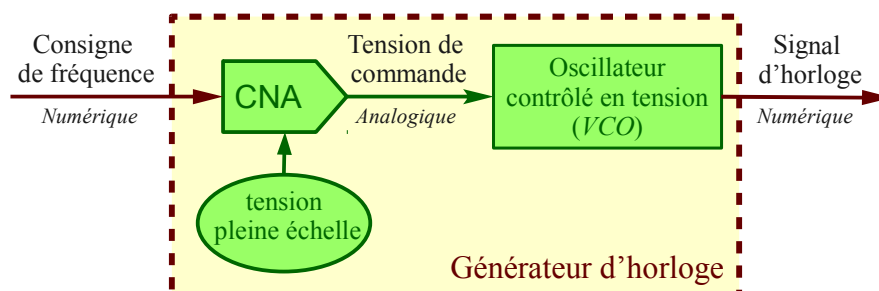 Consigne
de fréquence
Numérique
CNA
Tension de
commande
Analogique
Oscillateur
contrôlé en tension
(VCO)
Signal
d’horloge
Numérique
tension
pleine échelle
Générateur d’horloge